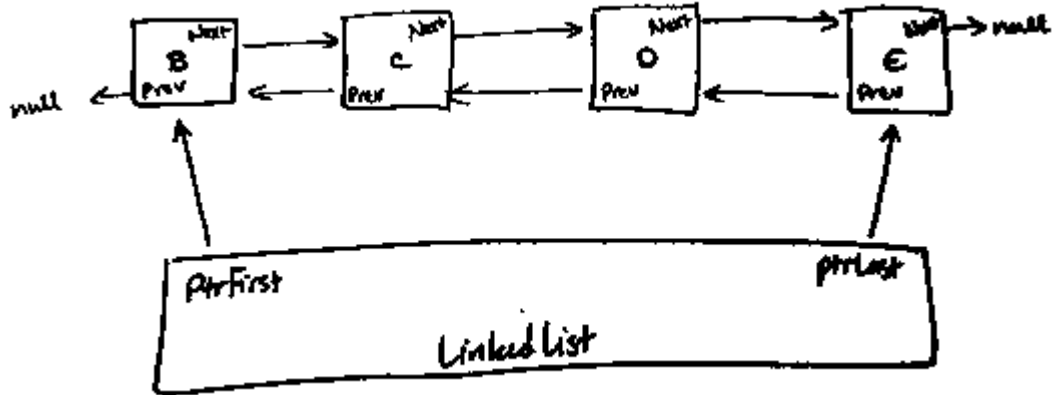 Next
Next
Next
Next
null
B
C
D
E
null
Prev
Prev
Prev
Prev
PtrFirst
ptrLast
Linked List